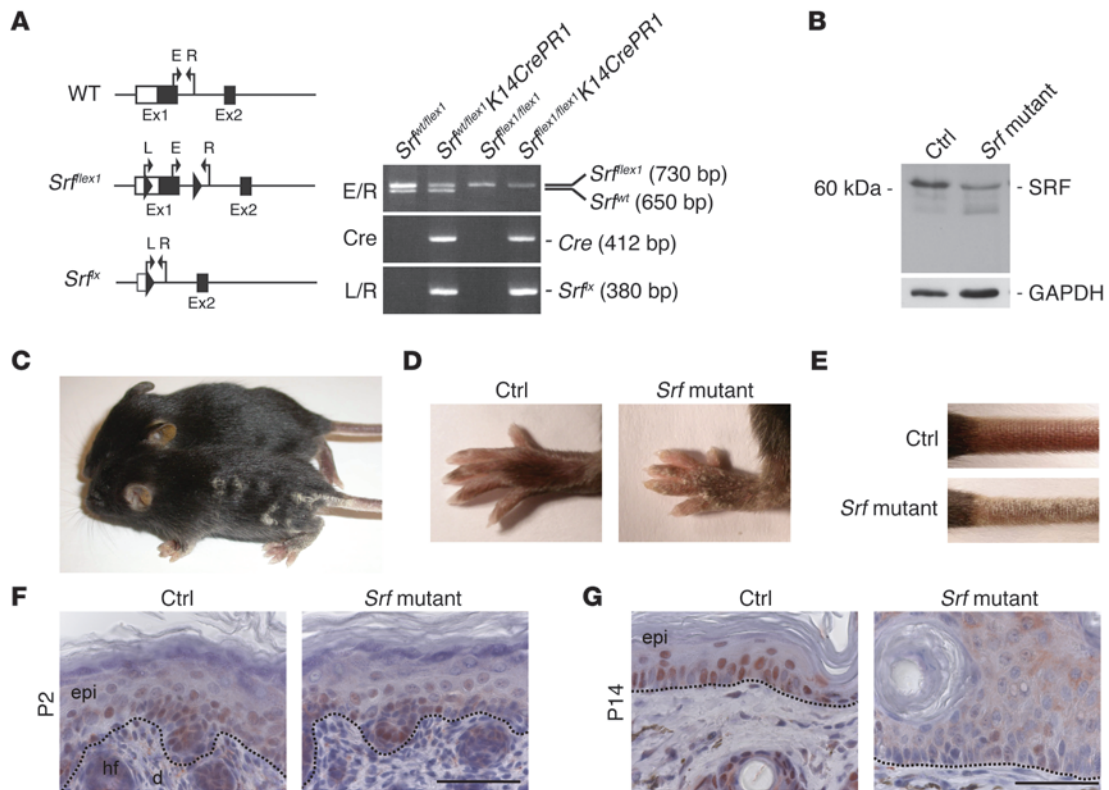 A
WT
E R
Ex1 Ex2
Srf^flex1
L E R
Ex1 Ex2
Srf^lx
L R
Ex2
Srf^wt/flex1
Srf^wt/flex1 K14CrePR1
Srf^flex1/flex1
Srf^flex1/flex1 K14CrePR1
E/R
Srf^flex1 (730 bp)
Srf^wt (650 bp)
Cre
- Cre (412 bp)
L/R
- Srf^lx (380 bp)
B
Ctrl
Srf mutant
60 kDa -
- SRF
- GAPDH
C
D
Ctrl
Srf mutant
E
Ctrl
Srf mutant
F
Ctrl
Srf mutant
P2
epi
hf
d
G
Ctrl
Srf mutant
P14
epi